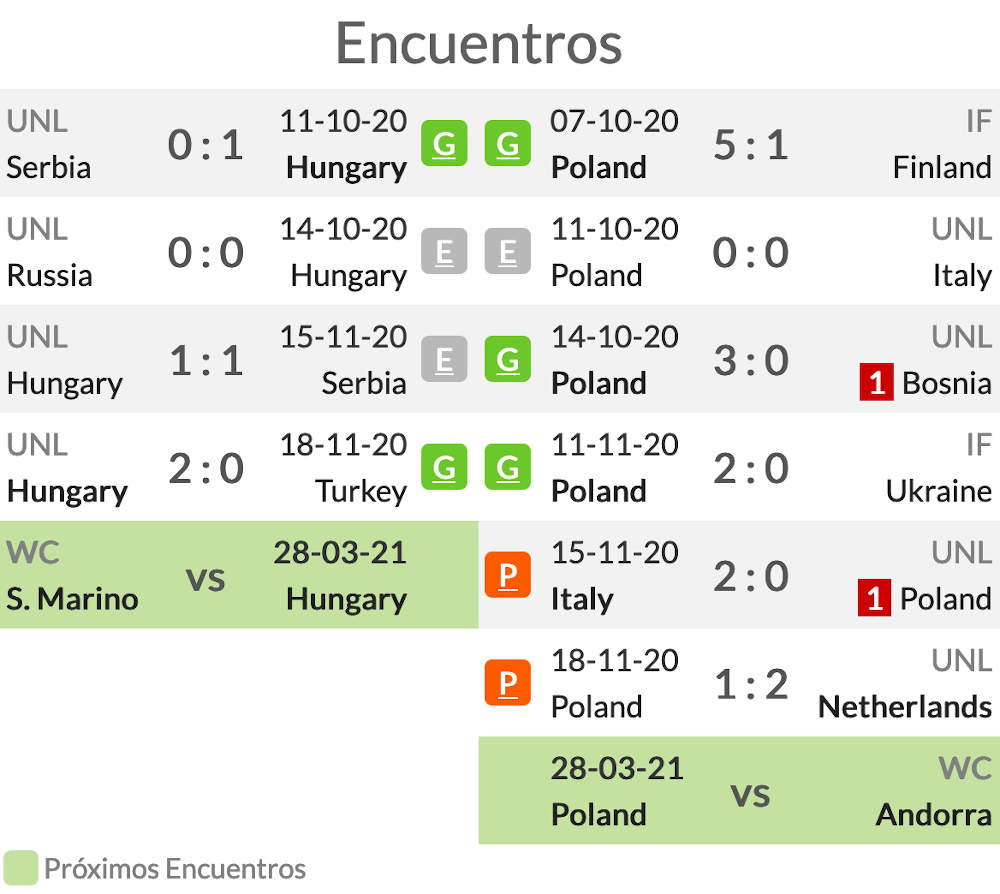 Encuentros
UNL 11-10-20
Serbia 0 : 1 Hungary G
G 07-10-20 IF
Poland 5 : 1 Finland
UNL 14-10-20
Russia 0 : 0 Hungary E
E 11-10-20 UNL
Poland 0 : 0 Italy
UNL 15-11-20
Hungary 1 : 1 Serbia E
G 14-10-20 UNL
Poland 3 : 0 1 Bosnia
UNL 18-11-20
Hungary 2 : 0 Turkey G
G 11-11-20 IF
Poland 2 : 0 Ukraine
WC 28-03-21
S. Marino vs Hungary
P 15-11-20 UNL
Italy 2 : 0 1 Poland
P 18-11-20 UNL
Poland 1 : 2 Netherlands
28-03-21 WC
Poland vs Andorra
Próximos Encuentros